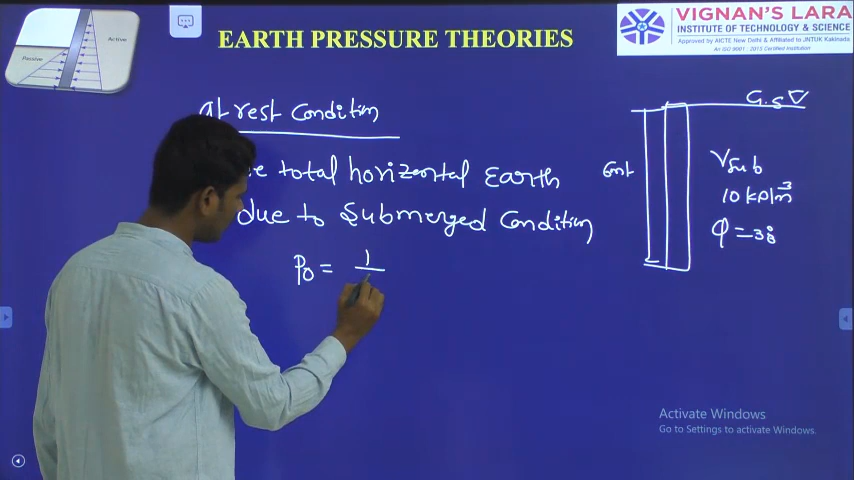 Active
Passive
EARTH PRESSURE THEORIES
VIGNAN'S LARA
INSTITUTE OF TECHNOLOGY & SCIENCE
Approved by AICTE New Delhi & Affiliated to JNTUK Kakinada
An ISO 9001 : 2015 Certified Institution
At rest Condition
total horizontal Earth
due to Submerged Condition
P0 = 1
G.S
6mt
γsub
10 kN/m3
φ = 30°
Activate Windows
Go to Settings to activate Windows.